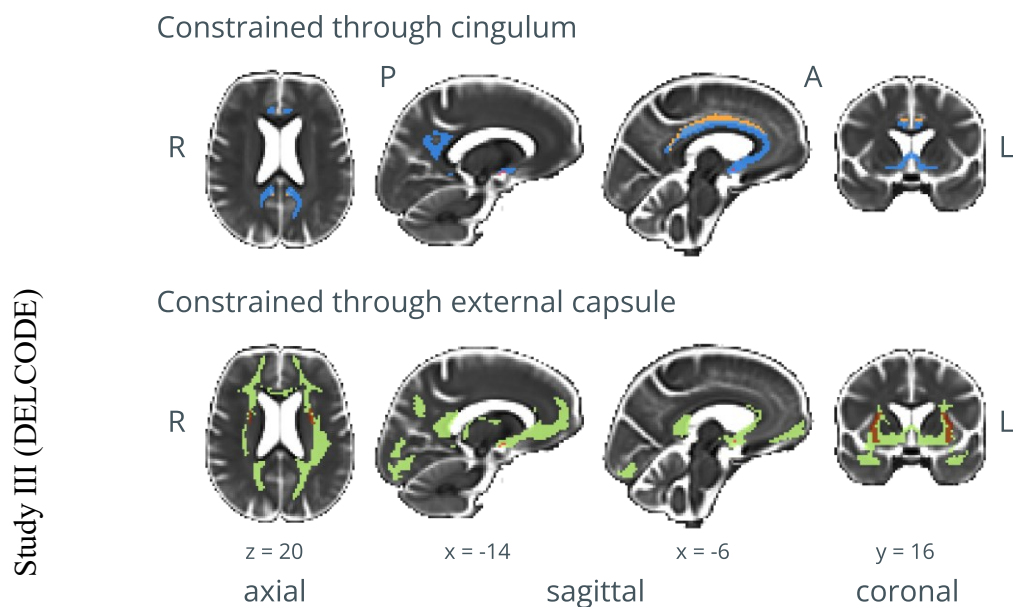 Constrained through cingulum
P
A
R
L
Constrained through external capsule
R
L
Study III (DELCODE)
z = 20
x = -14
x = -6
y = 16
axial
sagittal
coronal